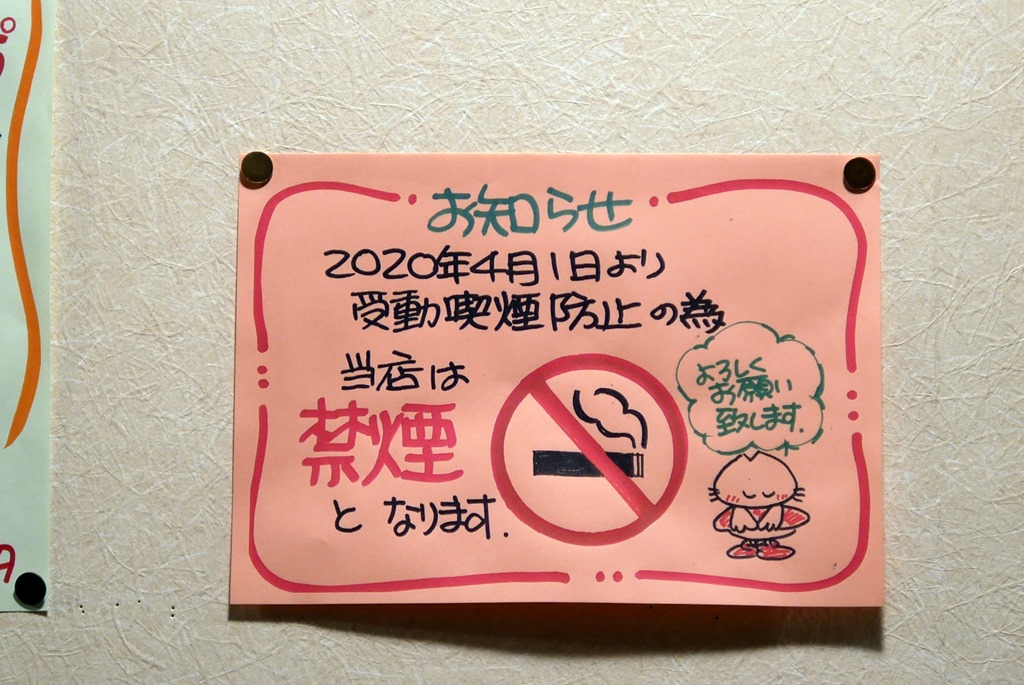 お知らせ
2020年4月1日より
受動喫煙防止の為
当店は
禁煙
となります.
よろしく
お願い
致します.